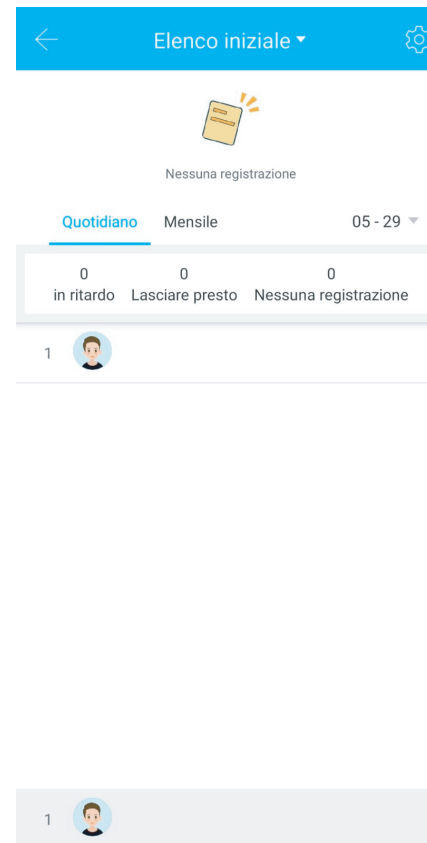 Elenco iniziale
Nessuna registrazione
Quotidiano Mensile 05 - 29
0 0 0
in ritardo Lasciare presto Nessuna registrazione
1
1